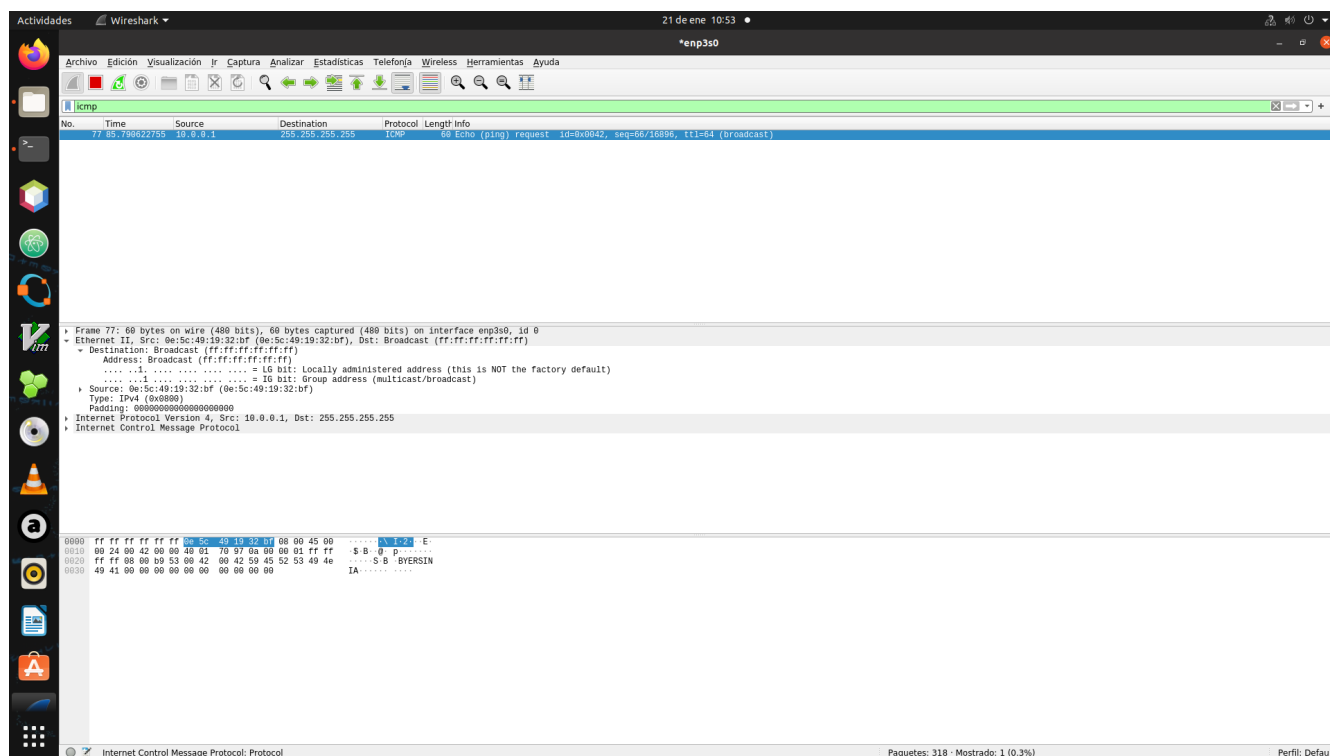 Actividades Wireshark 21 de ene 10:53
*enp3s0
Archivo Edición Visualización Ir Captura Analizar Estadísticas Telefonía Wireless Herramientas Ayuda
icmp
No. Time Source Destination Protocol Length Info
77 85.790622755 10.0.0.1 255.255.255.255 ICMP 60 Echo (ping) request id=0x0042, seq=66/16896, ttl=64 (broadcast)
Frame 77: 60 bytes on wire (480 bits), 60 bytes captured (480 bits) on interface enp3s0, id 0
Ethernet II, Src: 0e:5c:49:19:32:bf (0e:5c:49:19:32:bf), Dst: Broadcast (ff:ff:ff:ff:ff:ff)
Destination: Broadcast (ff:ff:ff:ff:ff:ff)
Address: Broadcast (ff:ff:ff:ff:ff:ff)
.... ..1. .... .... .... .... = LG bit: Locally administered address (this is NOT the factory default)
.... ...1 .... .... .... .... = IG bit: Group address (multicast/broadcast)
Source: 0e:5c:49:19:32:bf (0e:5c:49:19:32:bf)
Type: IPv4 (0x0800)
Padding: 00000000000000000000
Internet Protocol Version 4, Src: 10.0.0.1, Dst: 255.255.255.255
Internet Control Message Protocol
0000 ff ff ff ff ff ff 0e 5c 49 19 32 bf 08 00 45 00 ·······\ I·2···E·
0010 00 24 00 42 00 00 40 01 70 97 0a 00 00 01 ff ff ·$·B··@· p·······
0020 ff ff 08 00 b9 53 00 42 00 42 59 45 52 53 49 4e ·····S·B ·BYERSIN
0030 49 41 00 00 00 00 00 00 00 00 00 00 IA·········· 
Internet Control Message Protocol: Protocol Paquetes: 318 · Mostrado: 1 (0.3%) Perfil: Defau